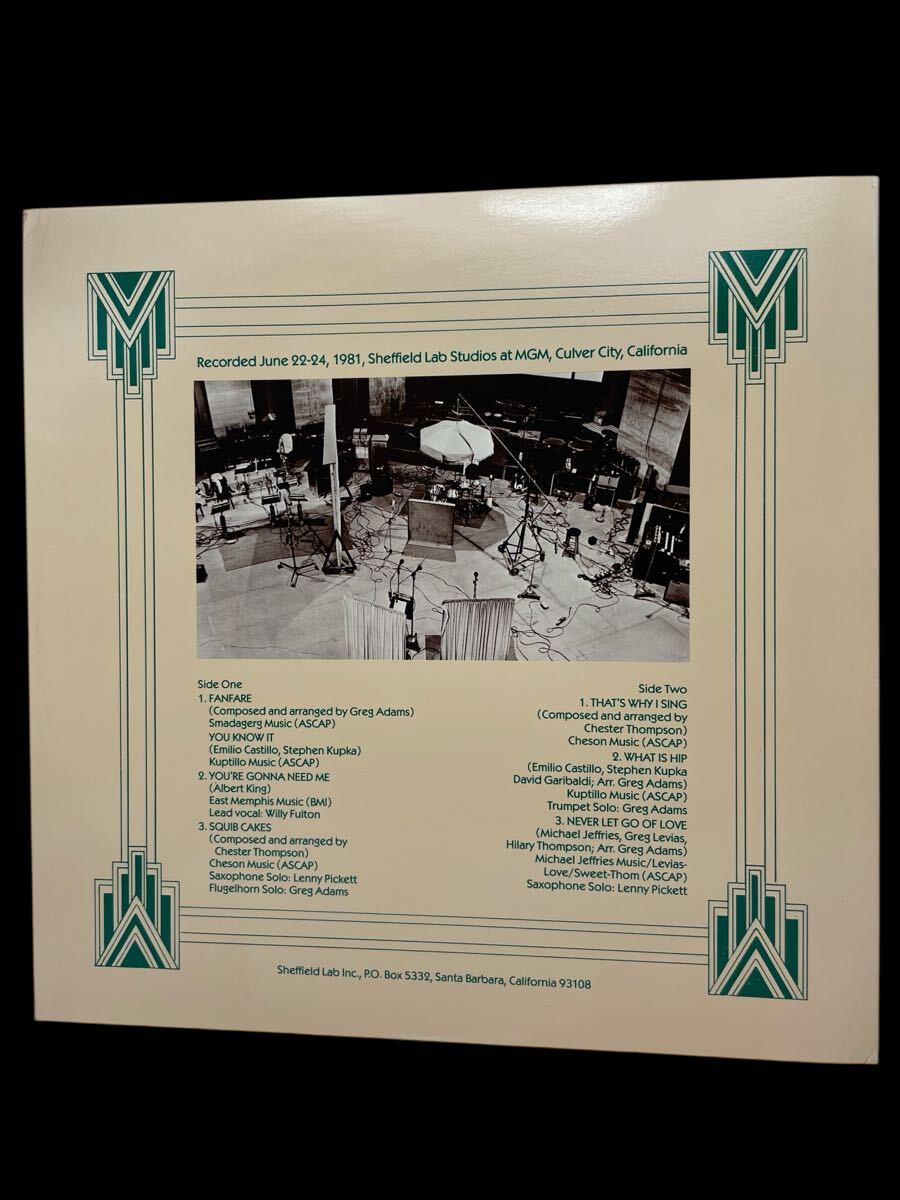 Recorded June 22-24, 1981, Sheffield Lab Studios at MGM, Culver City, California
Side One
1. FANFARE
(Composed and arranged by Greg Adams)
Smadagerg Music (ASCAP)
YOU KNOW IT
(Emilio Castillo, Stephen Kupka)
Kuptillo Music (ASCAP)
2. YOU'RE GONNA NEED ME
(Albert King)
East Memphis Music (BMI)
Lead vocal: Willy Fulton
3. SQUIB CAKES
(Composed and arranged by
Chester Thompson)
Cheson Music (ASCAP)
Saxophone Solo: Lenny Pickett
Flugelhorn Solo: Greg Adams
Side Two
1. THAT'S WHY I SING
(Composed and arranged by
Chester Thompson)
Cheson Music (ASCAP)
2. WHAT IS HIP
(Emilio Castillo, Stephen Kupka
David Garibaldi; Arr. Greg Adams)
Kuptillo Music (ASCAP)
Trumpet Solo: Greg Adams
3. NEVER LET GO OF LOVE
(Michael Jeffries, Greg Levias,
Hilary Thompson; Arr. Greg Adams)
Michael Jeffries Music/Levias-
Love/Sweet-Thom (ASCAP)
Saxophone Solo: Lenny Pickett
Sheffield Lab Inc., P.O. Box 5332, Santa Barbara, California 93108